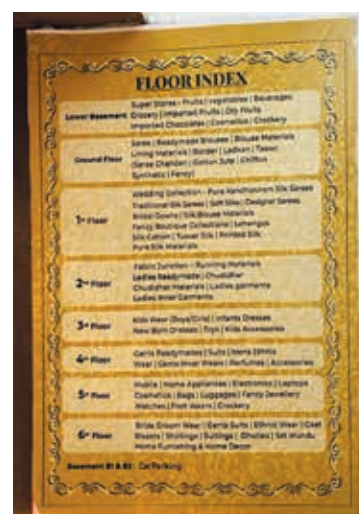 FLOOR INDEX
Lower Basement
Super Stores - Fruits | Vegetables | Beverages
Grocery | Imported Fruits | Dry Fruits
Imported Chocolates | Cosmetics | Crockery
Ground Floor
Saree | Readymade Blouses | Blouse Materials
Lining Materials | Border | Ladkan | Tassel
(Saree Chandni) | Cotton Jute | Chiffon
Synthetic | Fancy)
1st Floor
Wedding Collection - Pure Kanchipuram Silk Sarees
Traditional Silk Sarees | Soft Silks | Designer Sarees
Bridal Gowns | Silk Blouse Materials
Fancy Boutique Collections | Lehengas
Silk Cotton | Tusser Silk | Printed Silk
Pure Silk Materials
2nd Floor
Fabric Junction - Running Materials
Ladies Readymade | Chudidhar
Chudidhar Materials | Ladies garments
Ladies Inner Garments
3rd Floor
Kids Wear (Boys/Girls) | Infants Dresses
New Born Dresses | Toys | Kids Accessories
4th Floor
Gents Readymades | Suits | Mens Ethnic
Wear | Gents Inner Wears | Perfumes | Accessories
5th Floor
Mobile | Home Appliances | Electronics | Laptops
Cosmetics | Bags | Luggages | Fancy Jewellery
Watches | Foot Wears | Crockery
6th Floor
Bride Groom Wear | Gents Suits | Ethnic Wear | Coat
Blazers | Shirtings | Suitings | Dhoties | Set Mundu
Home Furnishing & Home Decor
Basement B1 & B2: Car Parking